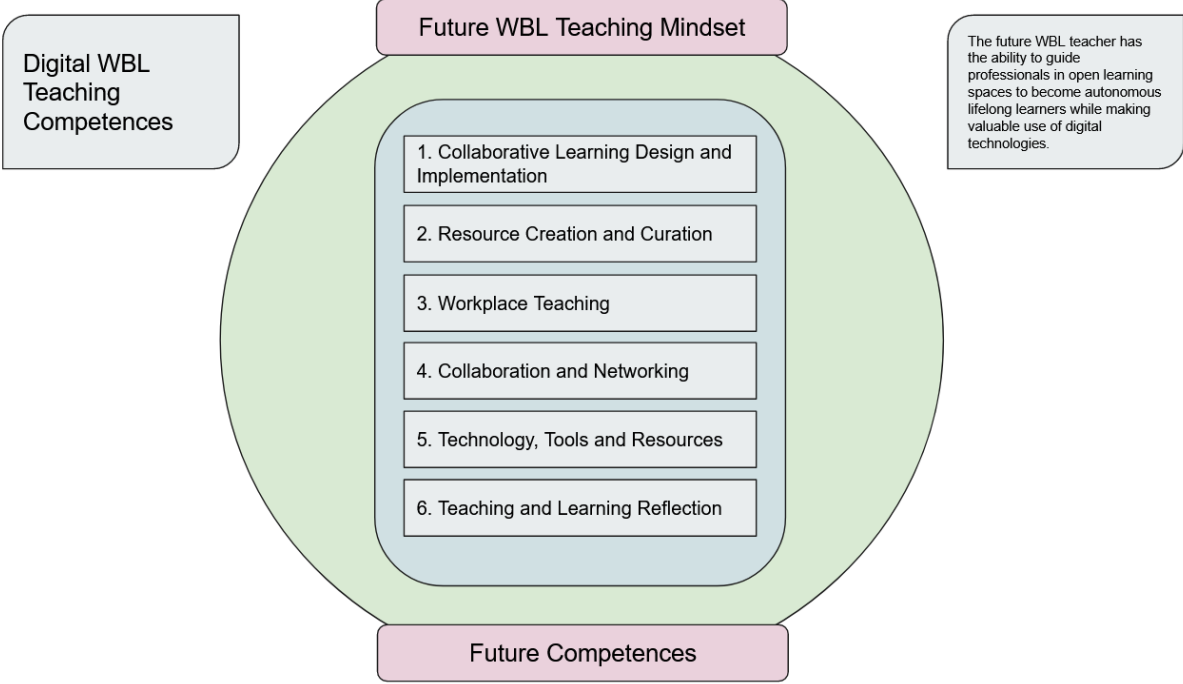 Future WBL Teaching Mindset
Digital WBL
Teaching
Competences
The future WBL teacher has
the ability to guide
professionals in open learning
spaces to become autonomous
lifelong learners while making
valuable use of digital
technologies.
1. Collaborative Learning Design and
Implementation
2. Resource Creation and Curation
3. Workplace Teaching
4. Collaboration and Networking
5. Technology, Tools and Resources
6. Teaching and Learning Reflection
Future Competences